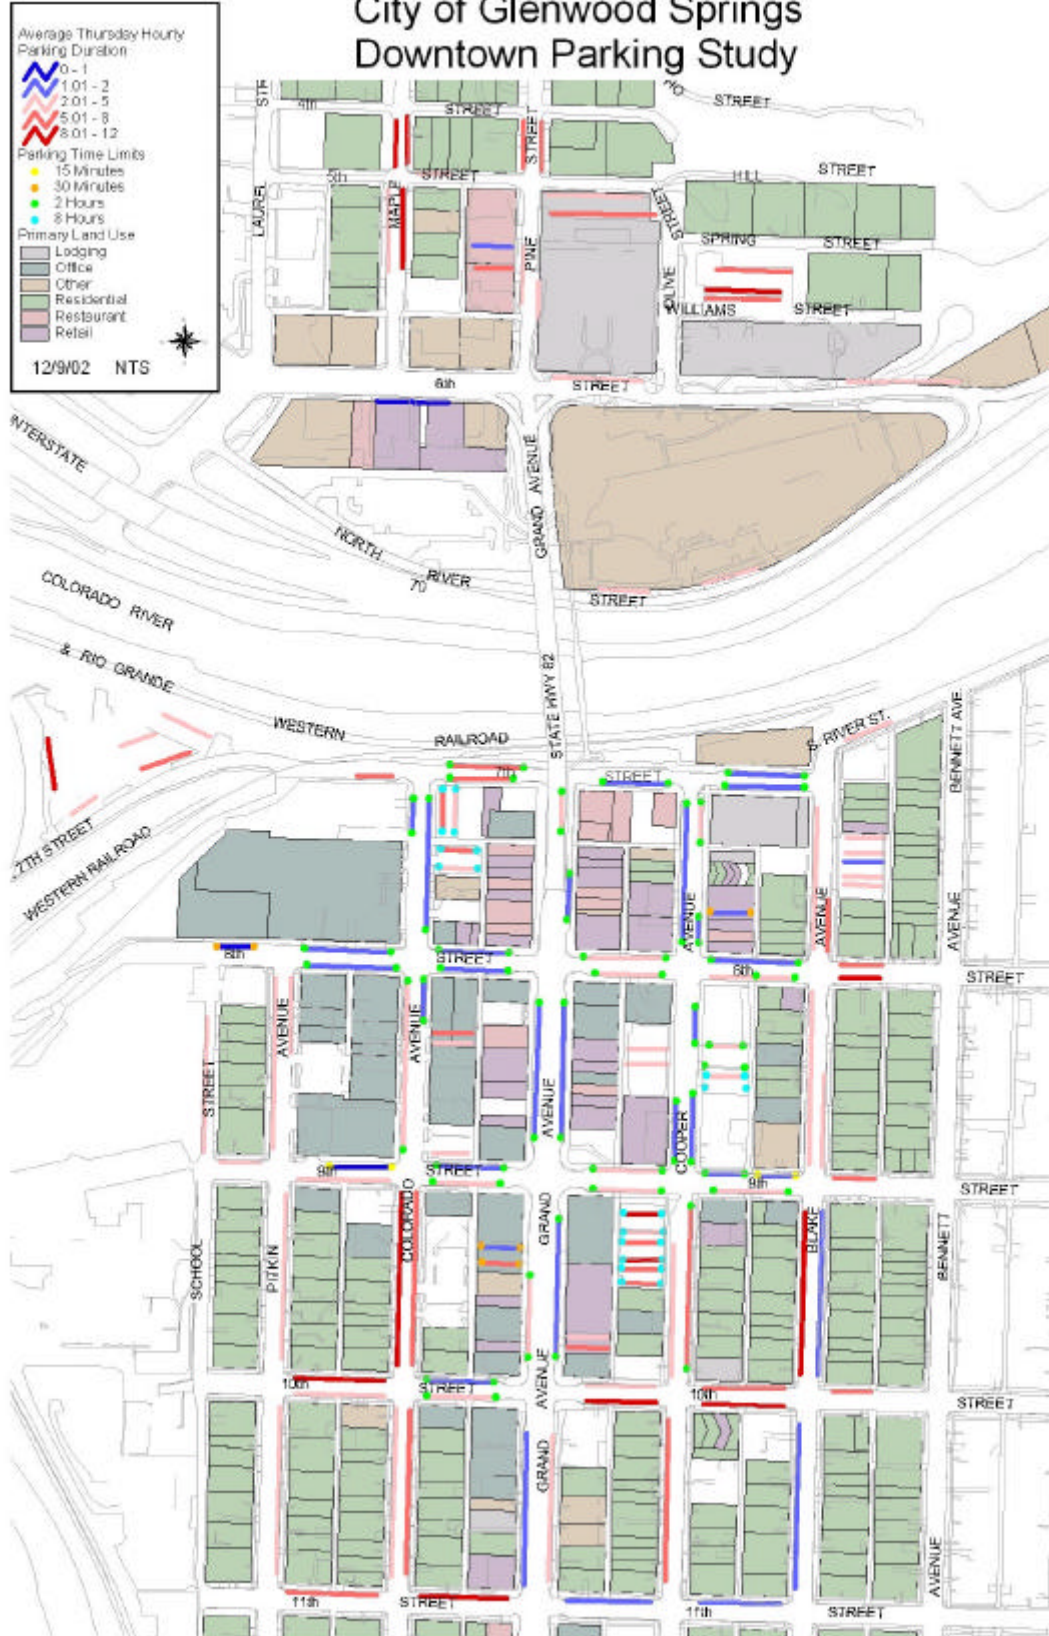 City of Glenwood Springs
Downtown Parking Study
Average Thursday Hourly
Parking Duration
0 - 1
1.01 - 2
2.01 - 5
5.01 - 8
8.01 - 12
Parking Time Limits
15 Minutes
30 Minutes
2 Hours
8 Hours
Primary Land Use
Lodging
Office
Other
Residential
Restaurant
Retail
12/9/02 NTS
STR
4th
STREET
STREET
HO
STREET
5th
STREET
HILL
STREET
LAUREL
MAPLE
PINE
STREET
SPRING
STREET
OLIVE
WILLIAMS
STREET
6th
STREET
INTERSTATE
GRAND AVENUE
NORTH
RIVER
70
STREET
COLORADO RIVER
& RIO GRANDE
WESTERN
RAILROAD
STATE HWY 82
S. RIVER ST.
BENNETT AVE.
7th
STREET
7TH STREET
WESTERN RAILROAD
AVENUE
AVENUE
AVENUE
8th
STREET
8th
STREET
STREET
AVENUE
AVENUE
AVENUE
COOPER
9th
STREET
9th
STREET
SCHOOL
PITKIN
COLORADO
GRAND
BLAKE
BENNETT
10th
STREET
AVENUE
10th
STREET
GRAND
AVENUE
11th
STREET
11th
STREET